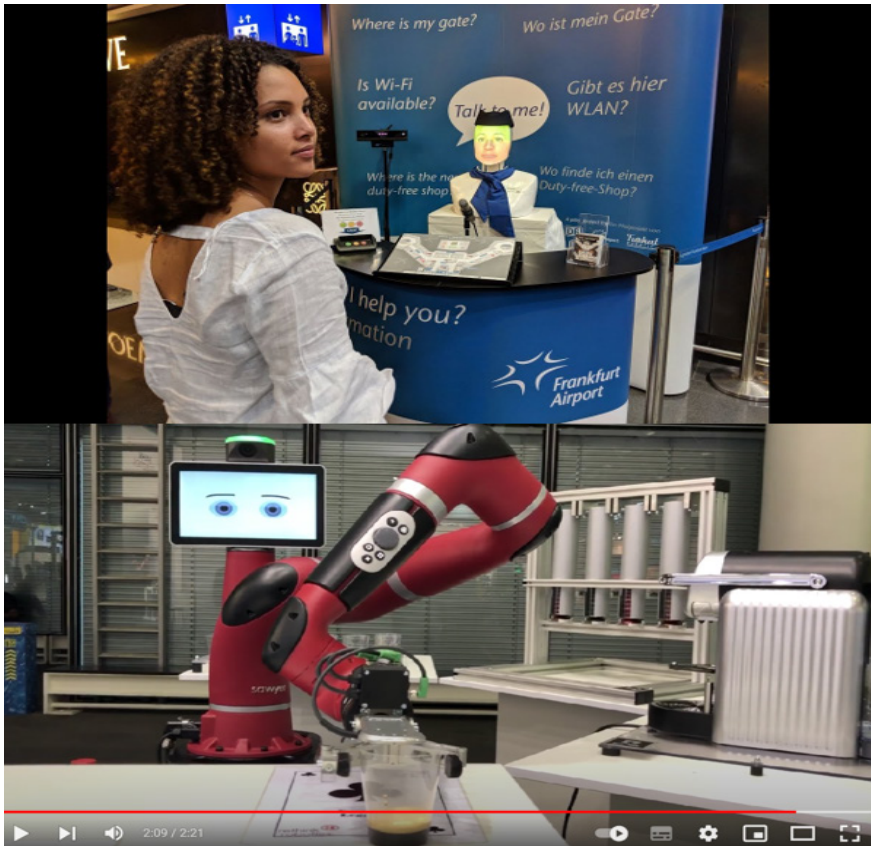 VE
Where is my gate?
Wo ist mein Gate?
Is Wi-Fi
available?
Talk to me!
Gibt es hier
WLAN?
Where is the
duty-free shop?
Wo finde ich einen
Duty-free-Shop?
I help you?
mation
Frankfurt
Airport
sawyer
2:09 / 2:21